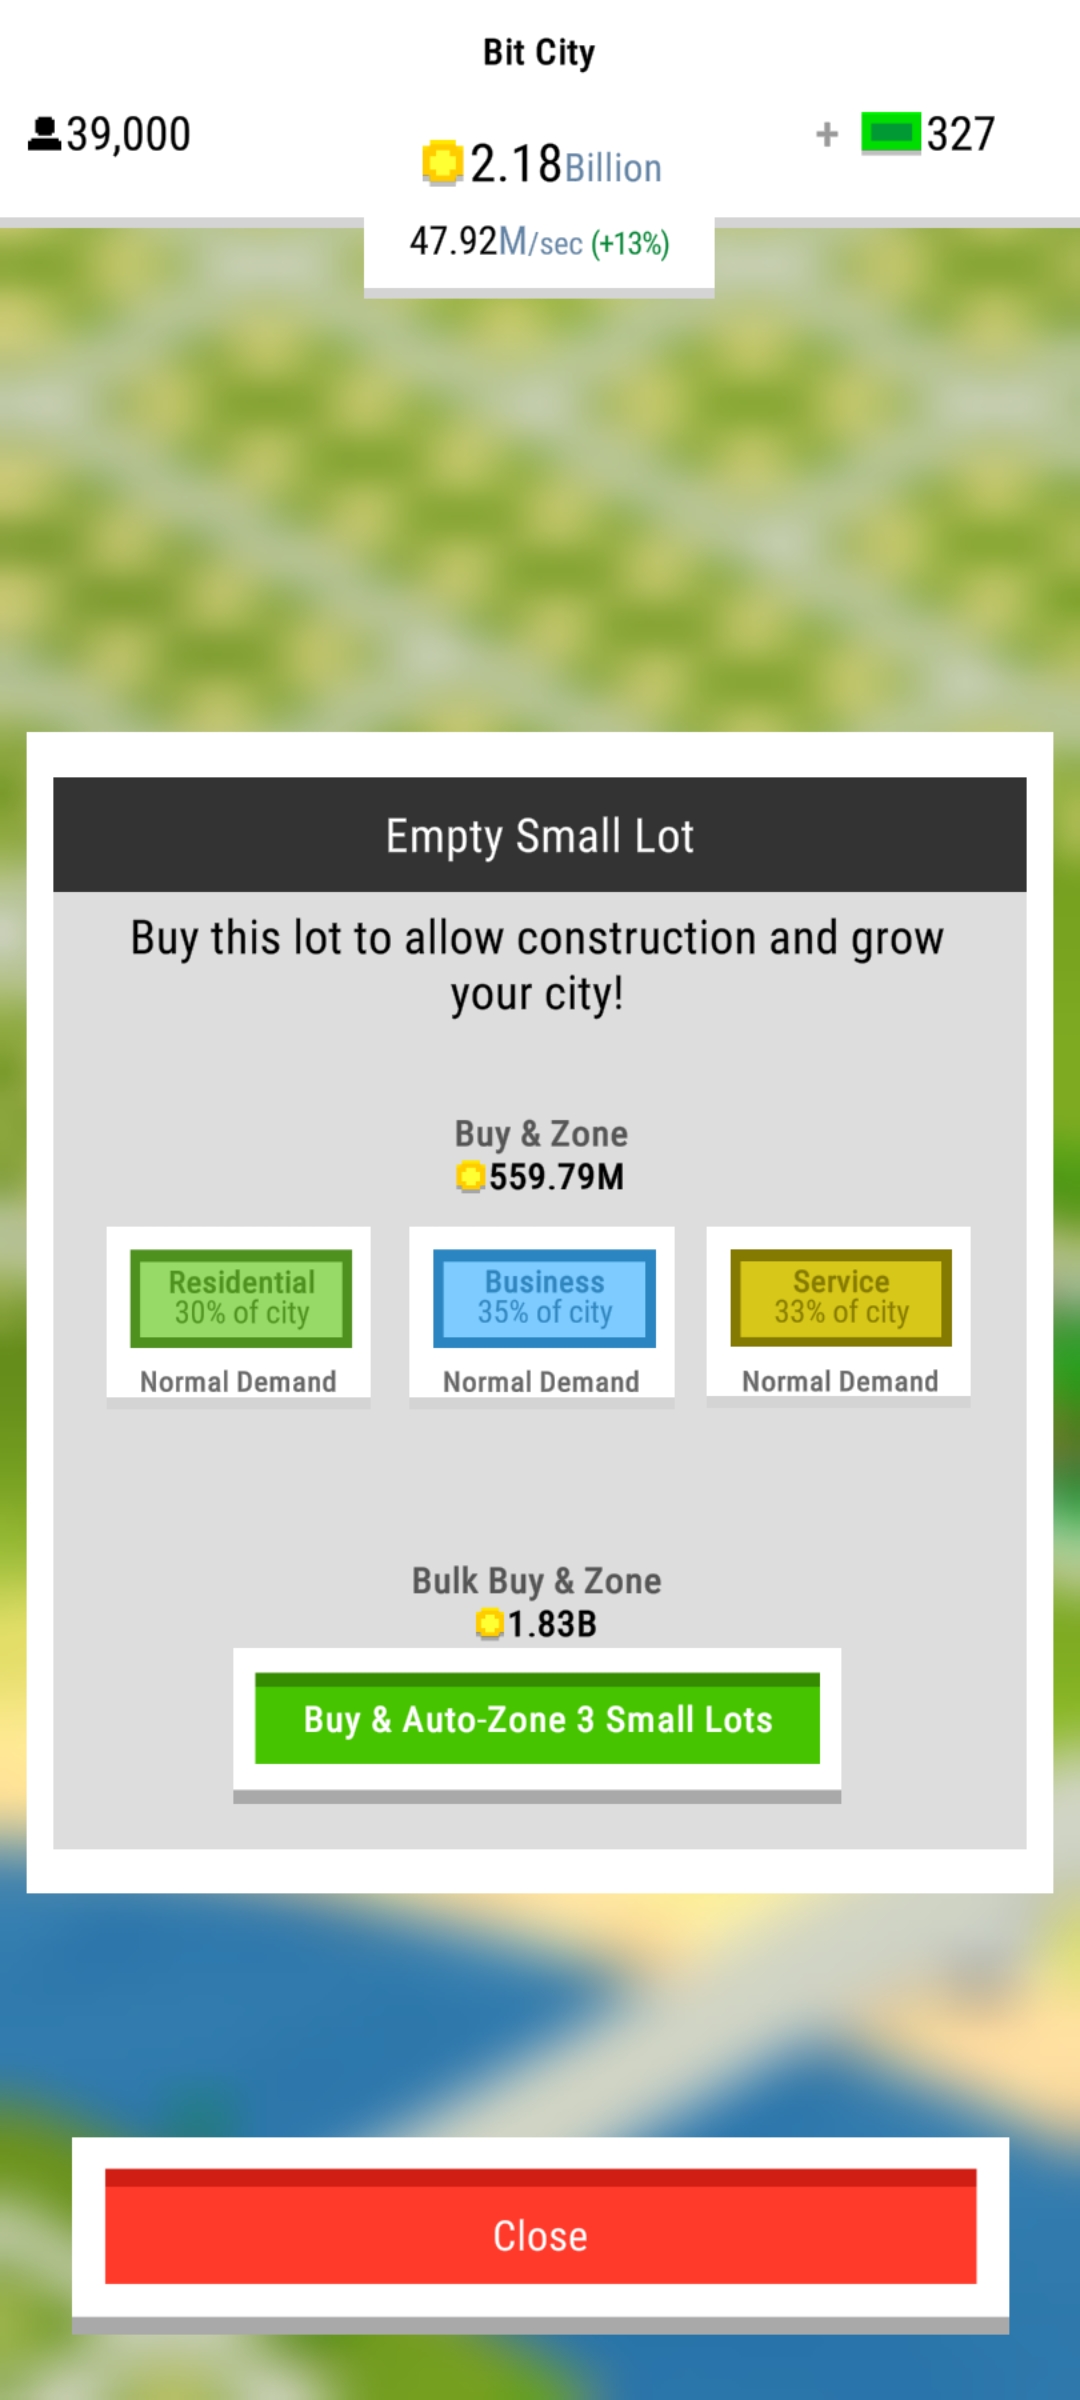 Bit City
39,000
2.18Billion
+ 327
47.92M/sec (+13%)
Empty Small Lot
Buy this lot to allow construction and grow
your city!
Buy & Zone
559.79M
Residential
30% of city
Normal Demand
Business
35% of city
Normal Demand
Service
33% of city
Normal Demand
Bulk Buy & Zone
1.83B
Buy & Auto-Zone 3 Small Lots
Close